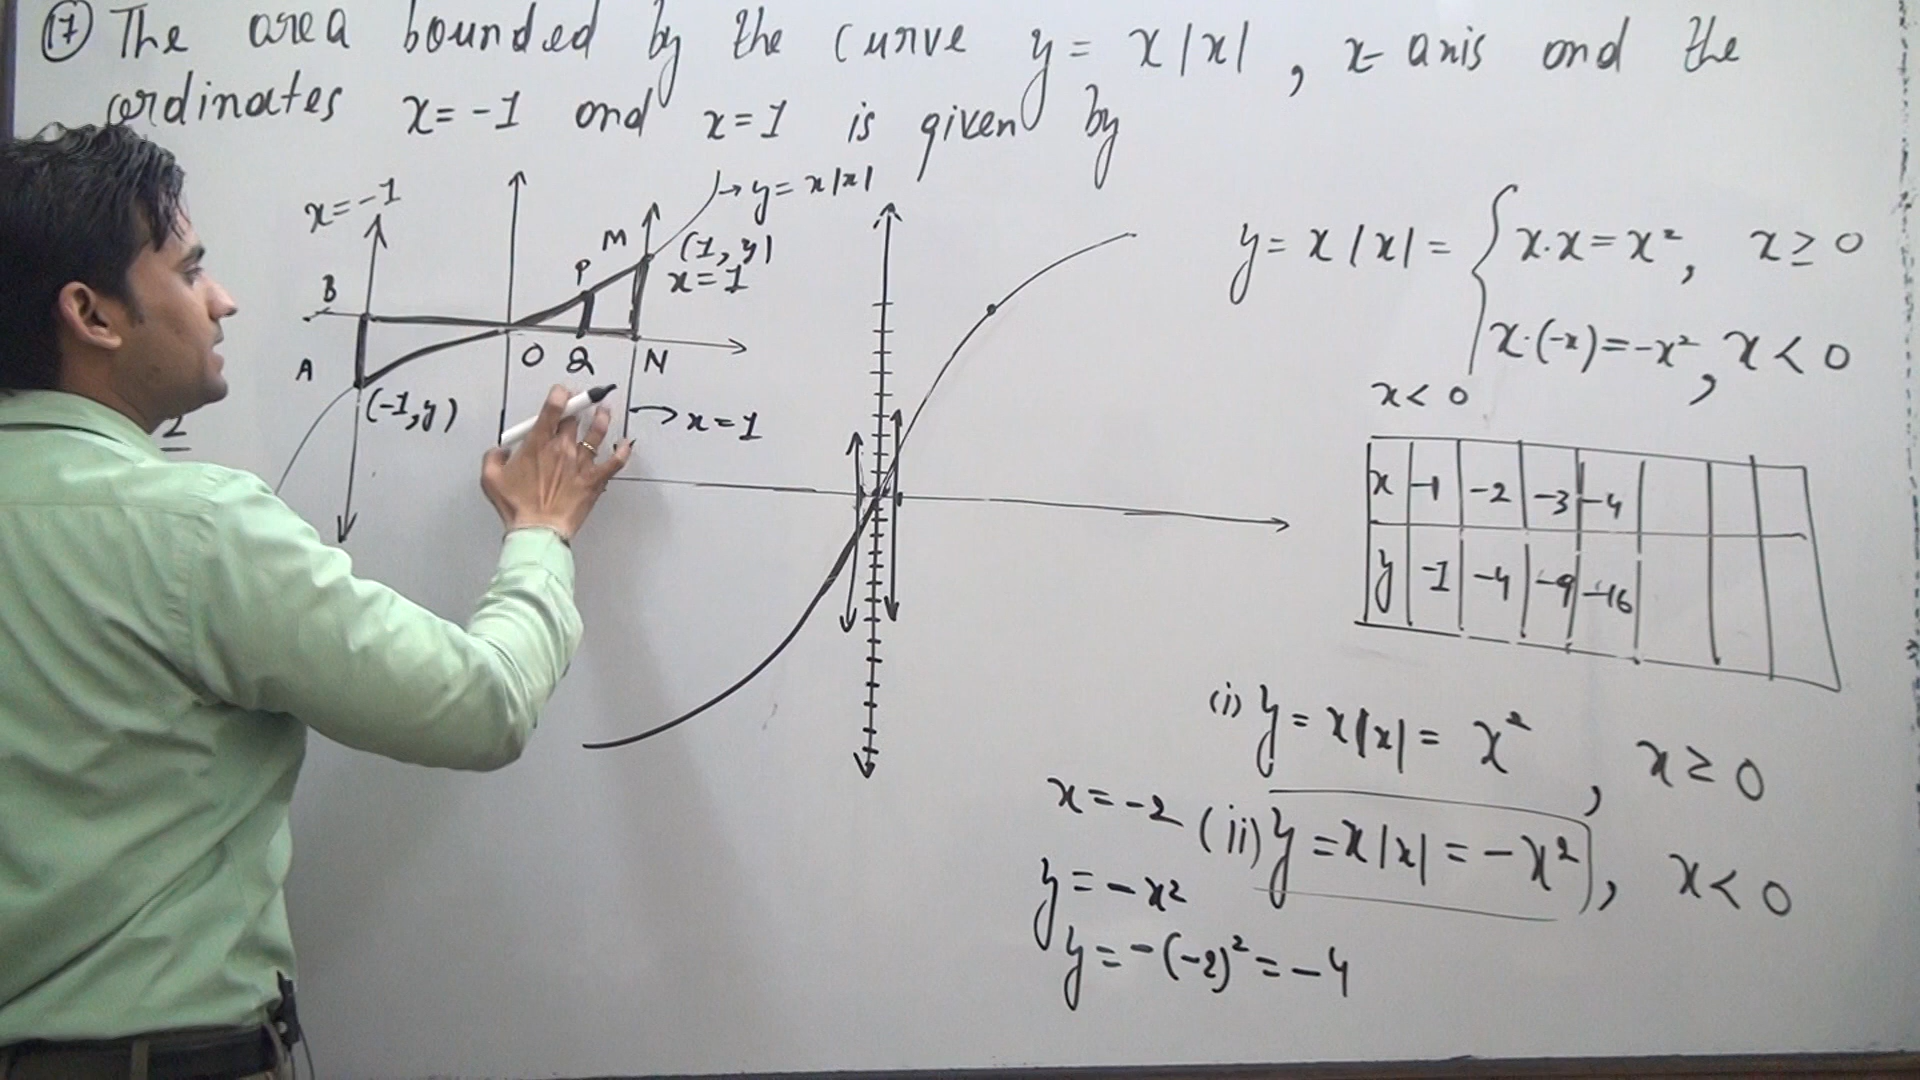 17 The area bounded by the curve y = x|x| , x-axis and the
ordinates x=-1 and x=1 is given by
x=-1
→ y = x|x|
M
(1, y)
x=1
P
B
A
O Q N
(-1,y)
→ x=1
2
y = x|x| = { x.x = x², x ≥ 0
x.(-x) = -x², x < 0
x < 0
x -1 -2 -3 -4
y -1 -4 -9 -16
(i) y = x|x| = x² , x ≥ 0
x = -2
(ii) y = x|x| = -x² , x < 0
y = -x²
y = -(-2)² = -4